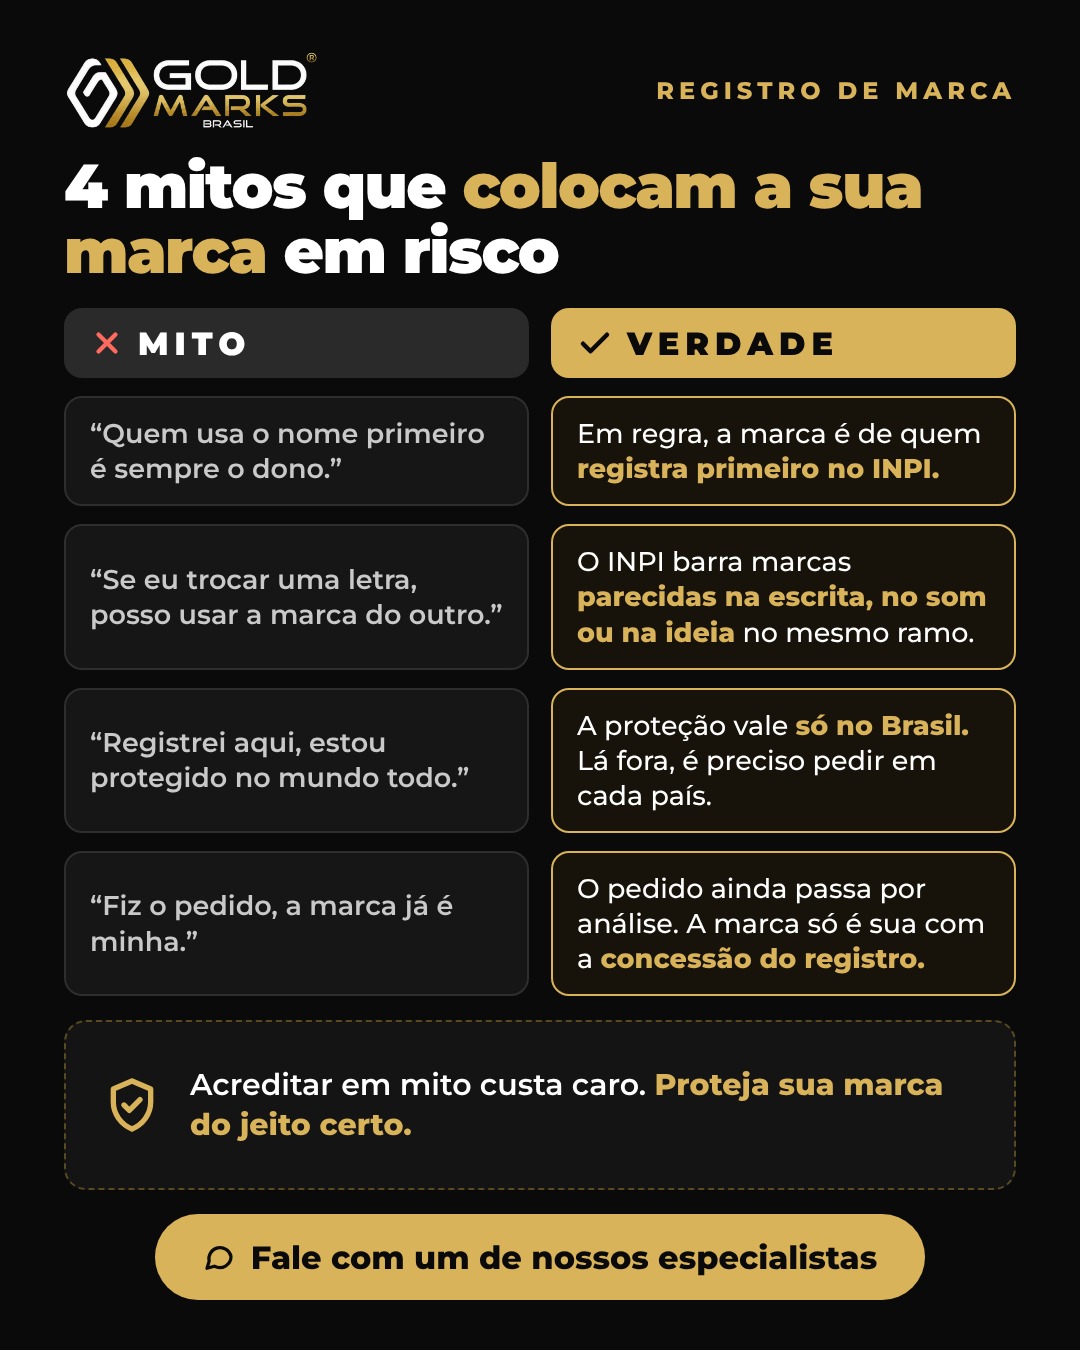 GOLD®
MARKS
BRASIL
REGISTRO DE MARCA
4 mitos que colocam a sua
marca em risco
MITO
VERDADE
“Quem usa o nome primeiro
é sempre o dono.”
Em regra, a marca é de quem
registra primeiro no INPI.
“Se eu trocar uma letra,
posso usar a marca do outro.”
O INPI barra marcas
parecidas na escrita, no som
ou na ideia no mesmo ramo.
“Registrei aqui, estou
protegido no mundo todo.”
A proteção vale só no Brasil.
Lá fora, é preciso pedir em
cada país.
“Fiz o pedido, a marca já é
minha.”
O pedido ainda passa por
análise. A marca só é sua com
a concessão do registro.
Acreditar em mito custa caro. Proteja sua marca
do jeito certo.
Fale com um de nossos especialistas